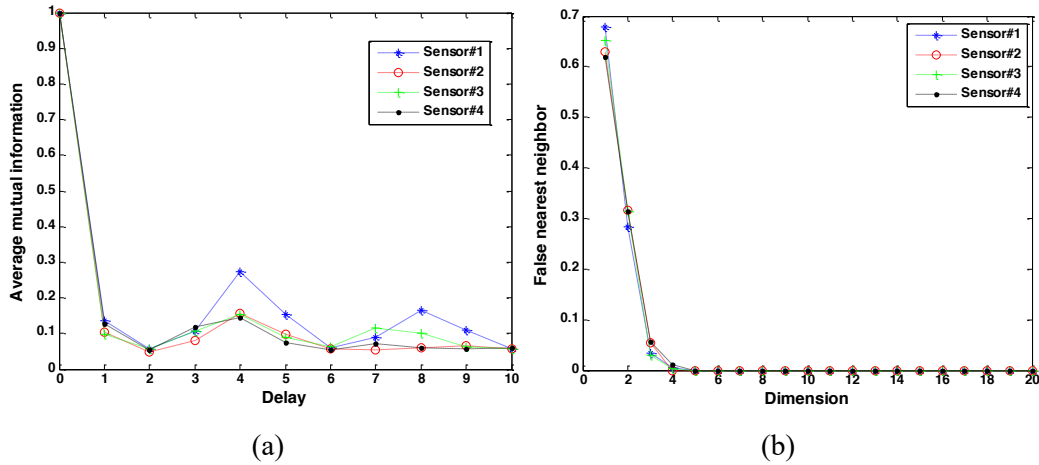 1
0.9
0.8
0.7
0.6
0.5
0.4
0.3
0.2
0.1
0
Average mutual information
0 1 2 3 4 5 6 7 8 9 10
Delay
Sensor#1
Sensor#2
Sensor#3
Sensor#4
(a)
0.7
0.6
0.5
0.4
0.3
0.2
0.1
0
False nearest neighbor
0 2 4 6 8 10 12 14 16 18 20
Dimension
Sensor#1
Sensor#2
Sensor#3
Sensor#4
(b)